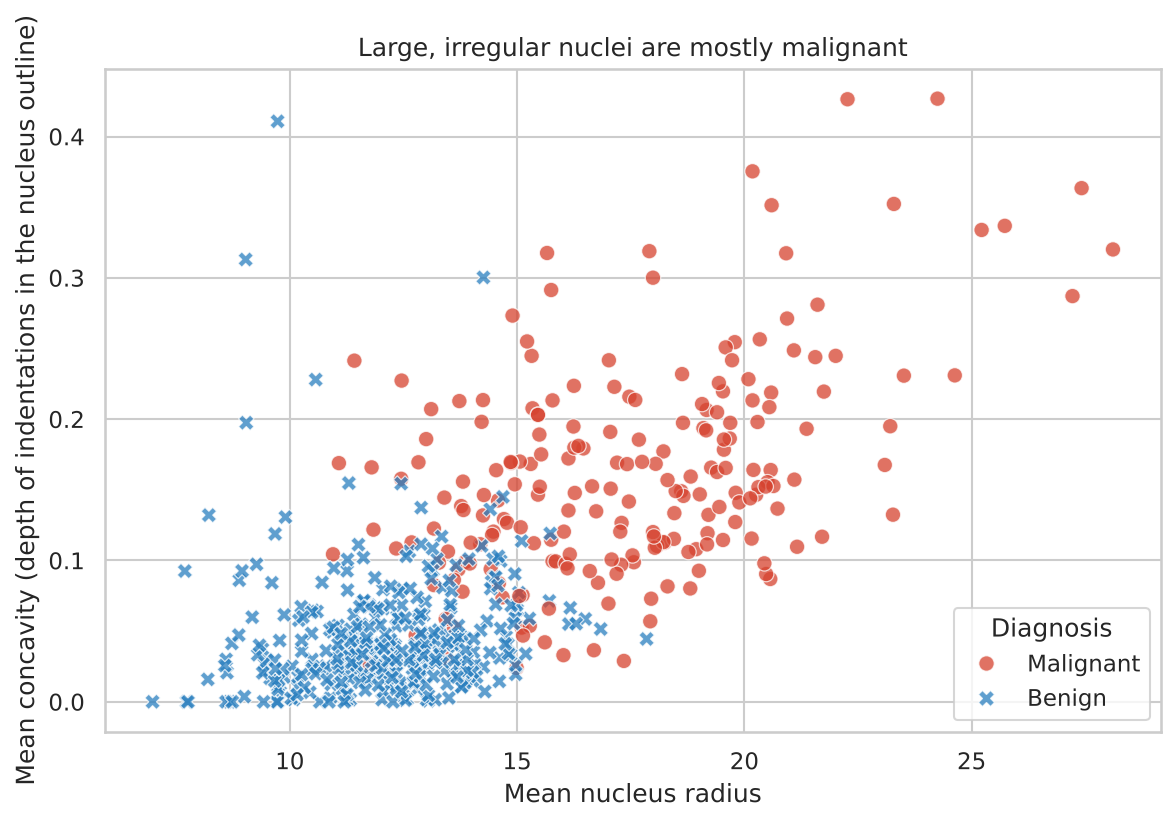 Large, irregular nuclei are mostly malignant
Mean concavity (depth of indentations in the nucleus outline)
0.4
0.3
0.2
0.1
0.0
10
15
20
25
Mean nucleus radius
Diagnosis
Malignant
Benign